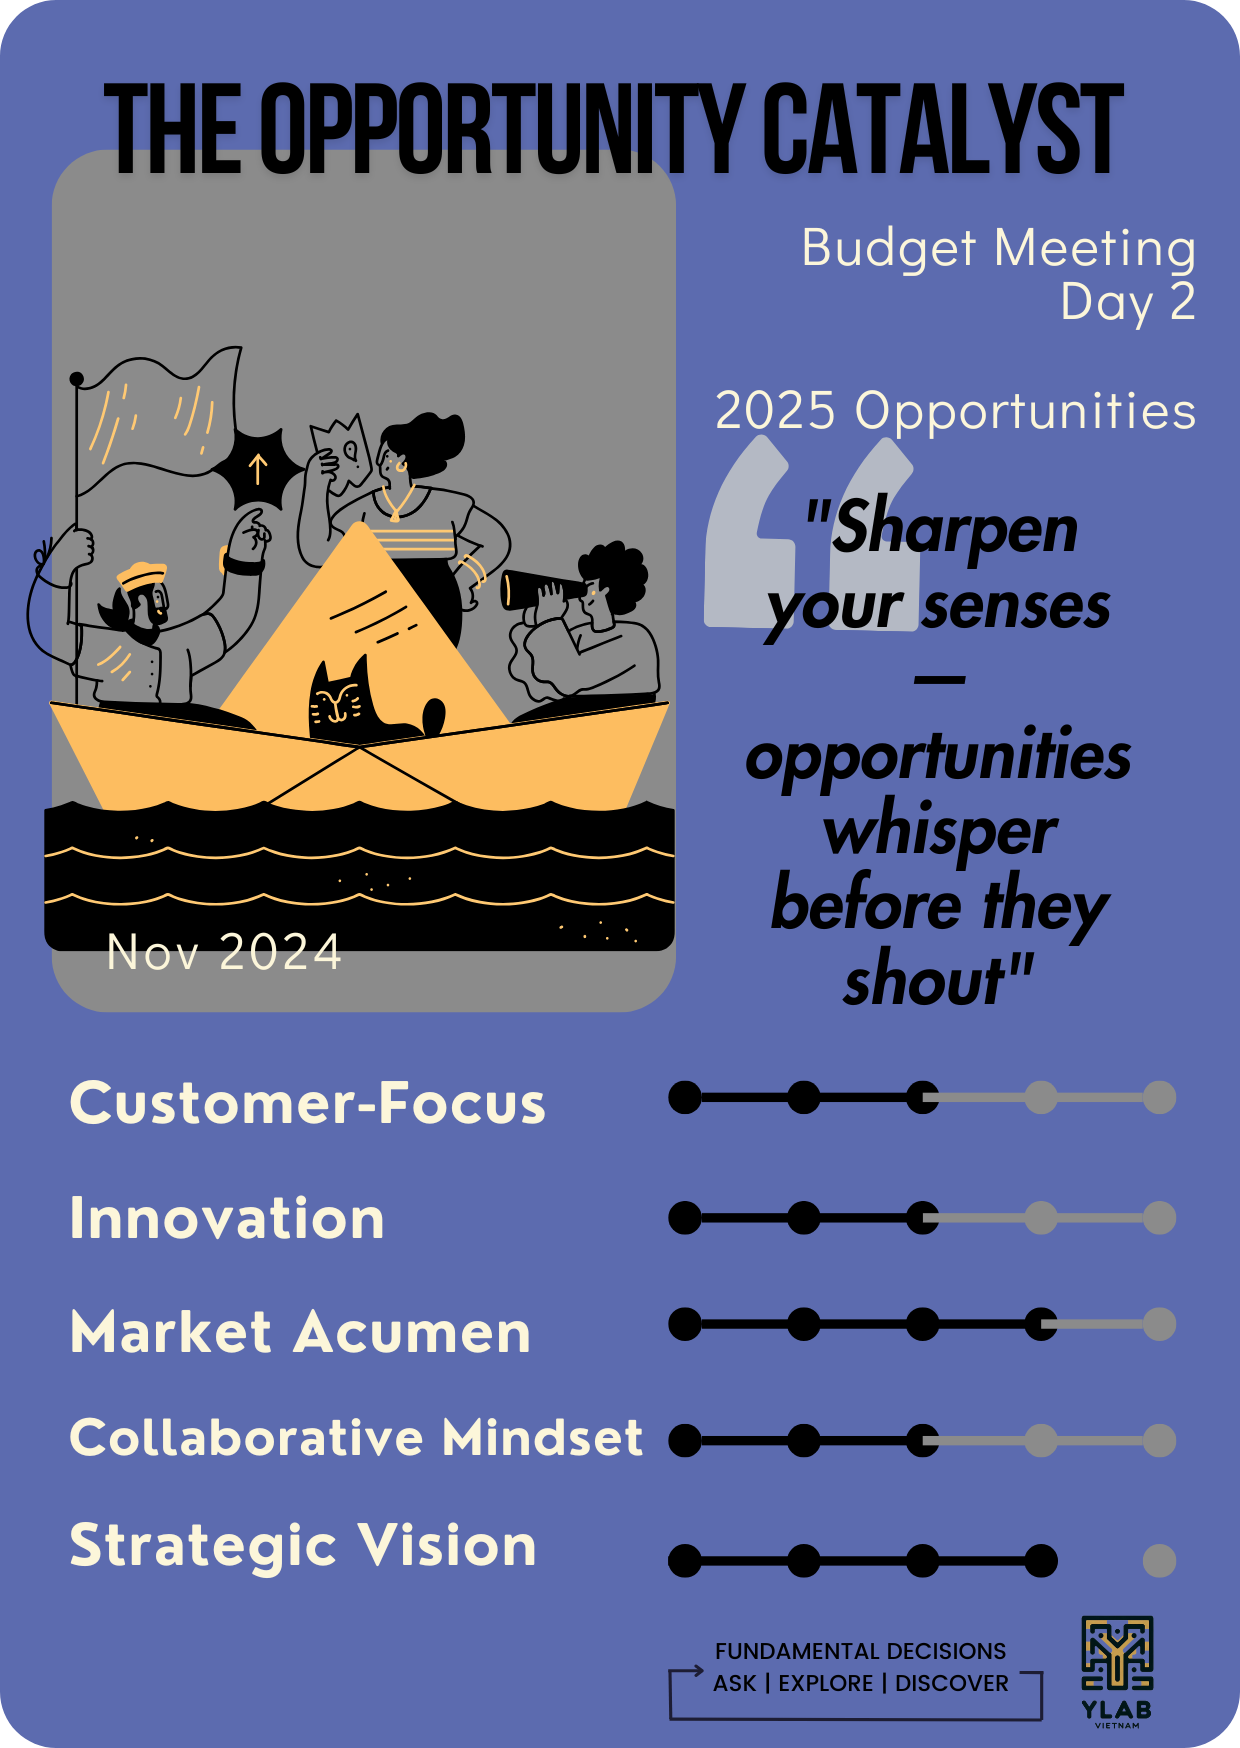 THE OPPORTUNITY CATALYST
Budget Meeting
Day 2
2025 Opportunities
"Sharpen
your senses
—
opportunities
whisper
before they
shout"
Nov 2024
Customer-Focus
Innovation
Market Acumen
Collaborative Mindset
Strategic Vision
FUNDAMENTAL DECISIONS
ASK | EXPLORE | DISCOVER
YLAB
VIETNAM